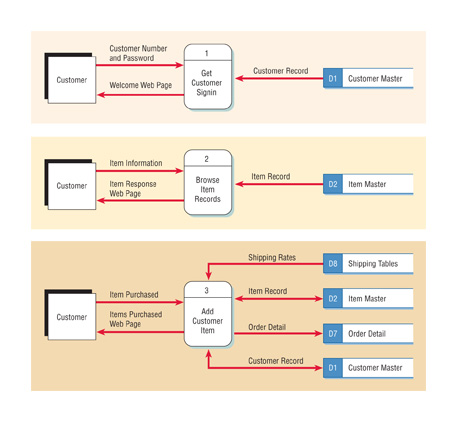 Customer Number
and Password
1
Customer
Get
Customer
Signin
Customer Record
D1
Customer Master
Welcome Web Page
Item Information
2
Customer
Browse
Item
Records
Item Record
D2
Item Master
Item Response
Web Page
Shipping Rates
D8
Shipping Tables
Item Purchased
3
Item Record
D2
Item Master
Customer
Add
Customer
Item
Items Purchased
Web Page
Order Detail
D7
Order Detail
Customer Record
D1
Customer Master